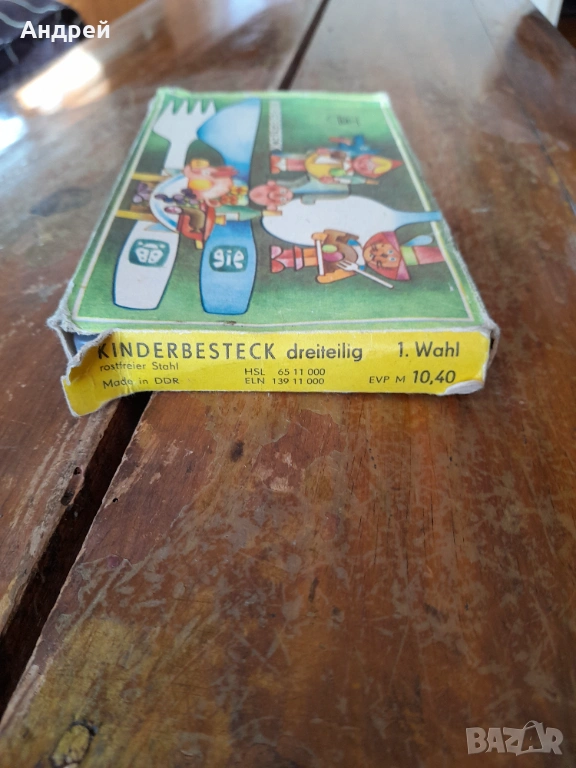 Андрей
KINDERBESTECK dreiteilig 1. Wahl
rostfreier Stahl HSL 65 11 000
Made in DDR ELN 139 11 000 EVP M 10,40
BAZAR